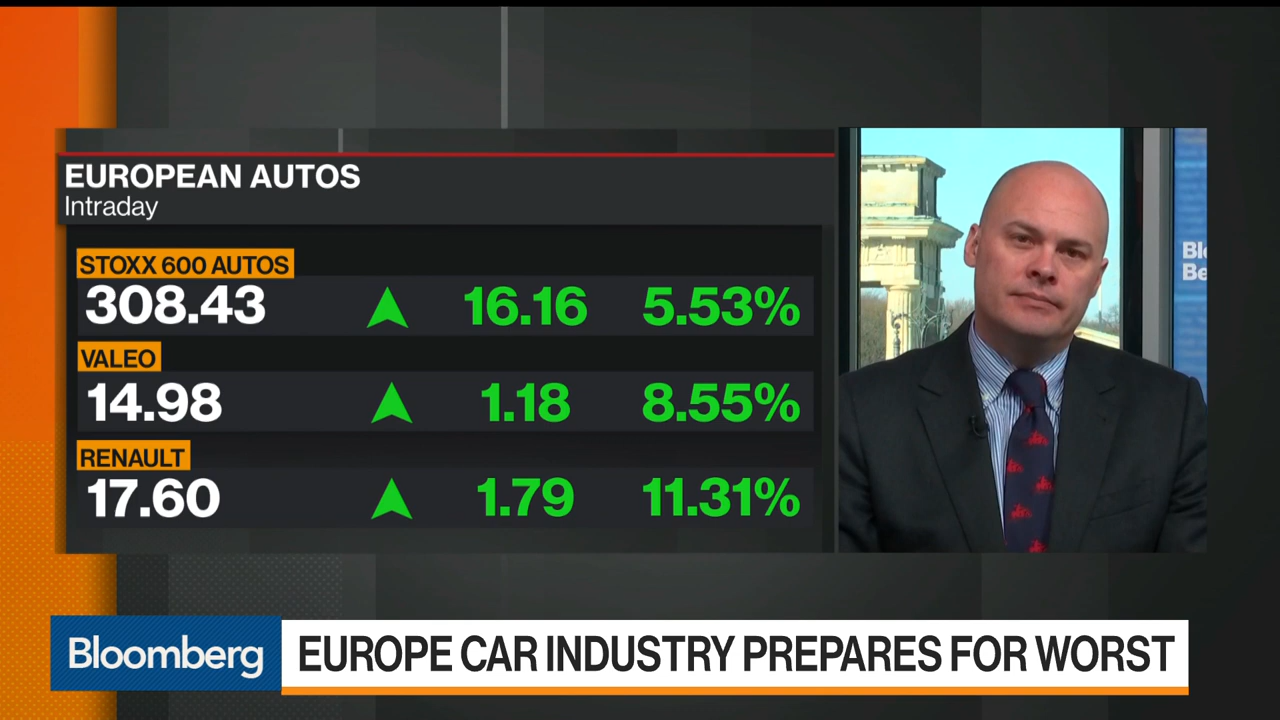 EUROPEAN AUTOS
Intraday
STOXX 600 AUTOS
308.43 ▲ 16.16 5.53%
VALEO
14.98 ▲ 1.18 8.55%
RENAULT
17.60 ▲ 1.79 11.31%
Bloomberg
EUROPE CAR INDUSTRY PREPARES FOR WORST